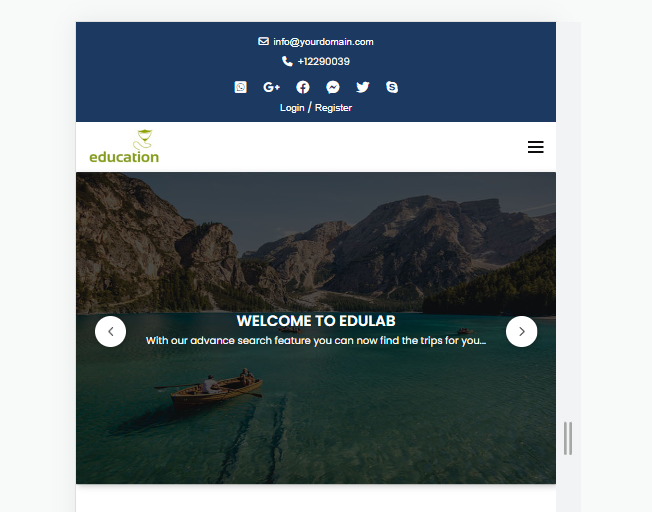 info@yourdomain.com
+12290039
Login / Register
education
WELCOME TO EDULAB
With our advance search feature you can now find the trips for you...